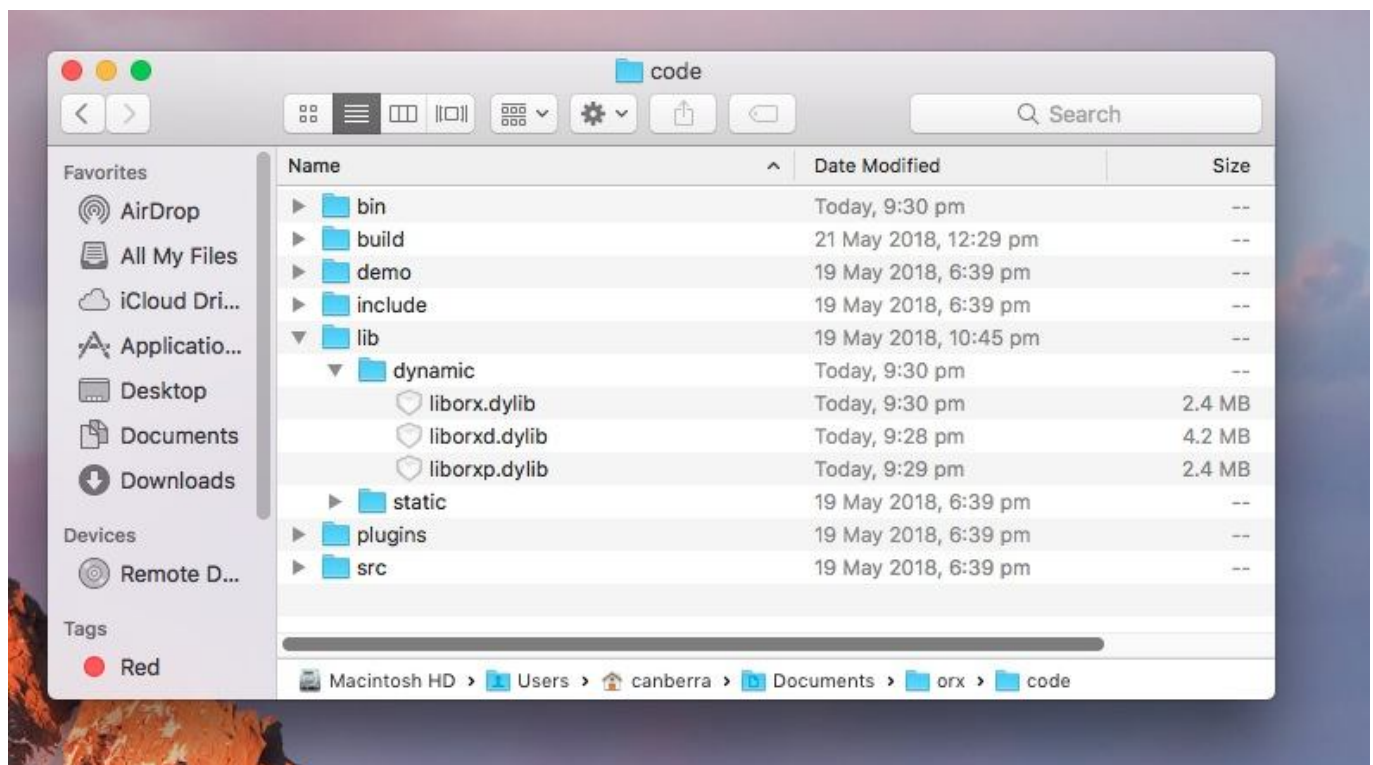 code
Search
Favorites
AirDrop
All My Files
iCloud Dri...
Applicatio...
Desktop
Documents
Downloads
Devices
Remote D...
Tags
Red
Name Date Modified Size
bin Today, 9:30 pm --
build 21 May 2018, 12:29 pm --
demo 19 May 2018, 6:39 pm --
include 19 May 2018, 6:39 pm --
lib 19 May 2018, 10:45 pm --
dynamic Today, 9:30 pm --
liborx.dylib Today, 9:30 pm 2.4 MB
liborxd.dylib Today, 9:28 pm 4.2 MB
liborxp.dylib Today, 9:29 pm 2.4 MB
static 19 May 2018, 6:39 pm --
plugins 19 May 2018, 6:39 pm --
src 19 May 2018, 6:39 pm --
Macintosh HD › Users › canberra › Documents › orx › code